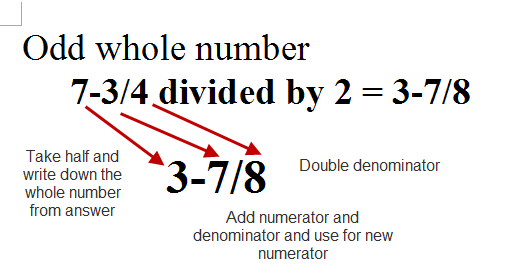 Odd whole number
7-3/4 divided by 2 = 3-7/8
Take half and
write down the
whole number
from answer
3-7/8
Double denominator
Add numerator and
denominator and use for new
numerator